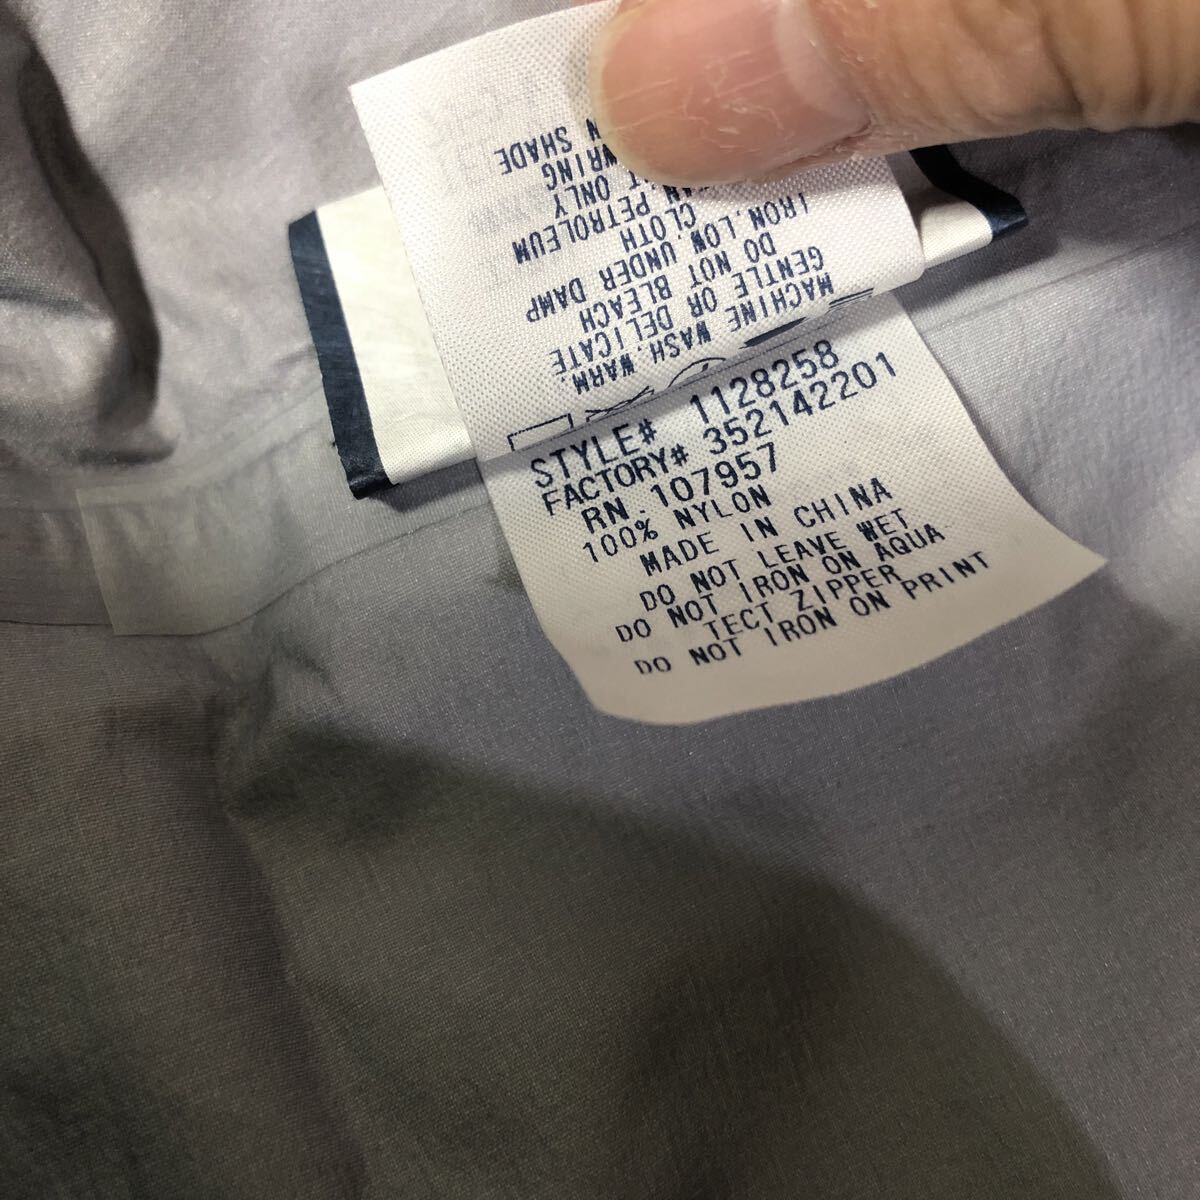 MACHINE WASH.WARM.
GENTLE OR DELICATE
DO NOT BLEACH
IRON.LOW.UNDER DAMP
CLOTH
PETROLEUM
ONLY
WRING
SHADE
STYLE# 1128258
FACTORY# 352142201
RN 107957
100% NYLON
MADE IN CHINA
DO NOT LEAVE WET
DO NOT IRON ON AQUA
TECT ZIPPER
DO NOT IRON ON PRINT